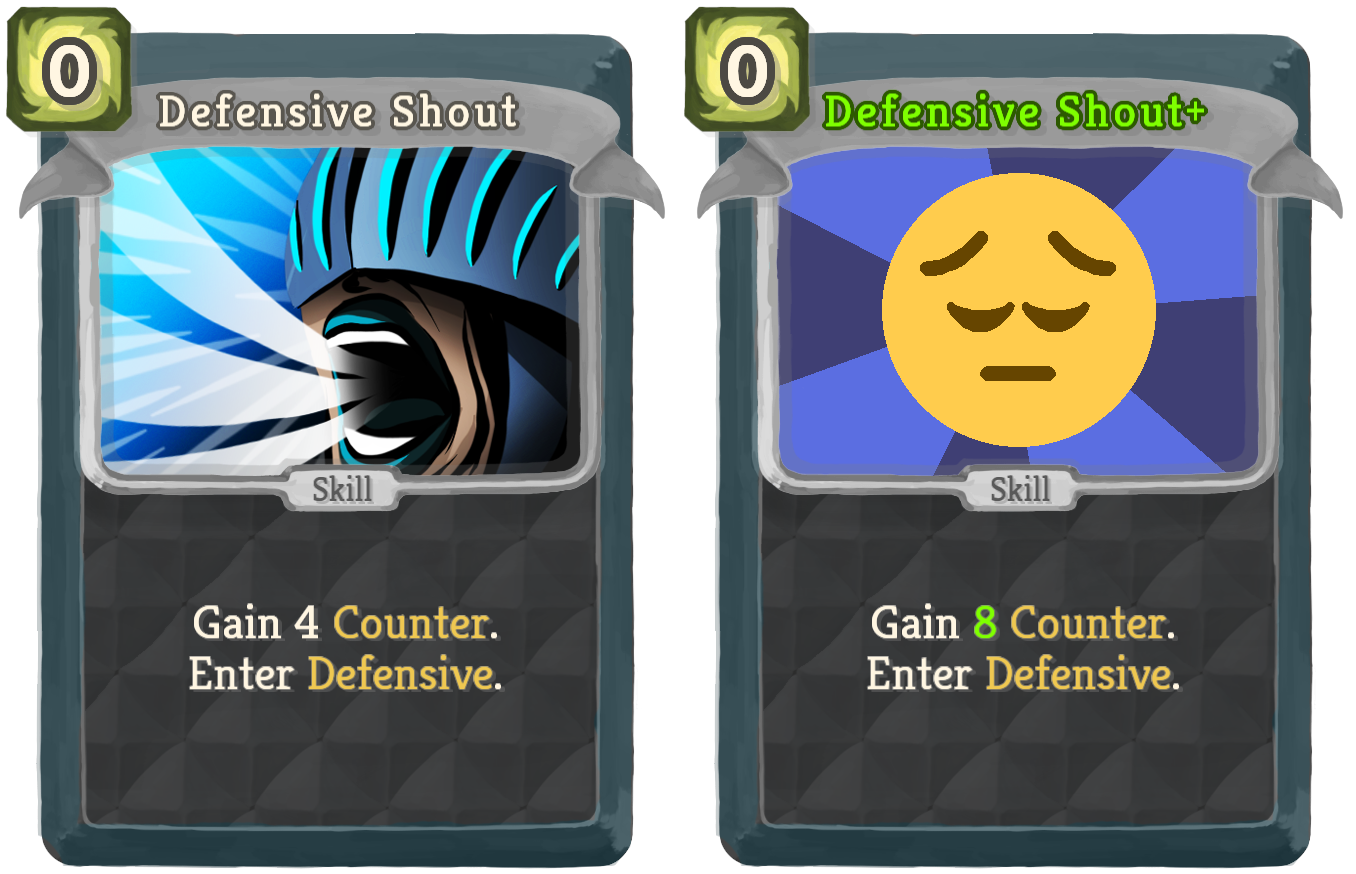 0
Defensive Shout
Skill
Gain 4 Counter.
Enter Defensive.
0
Defensive Shout+
Skill
Gain 8 Counter.
Enter Defensive.